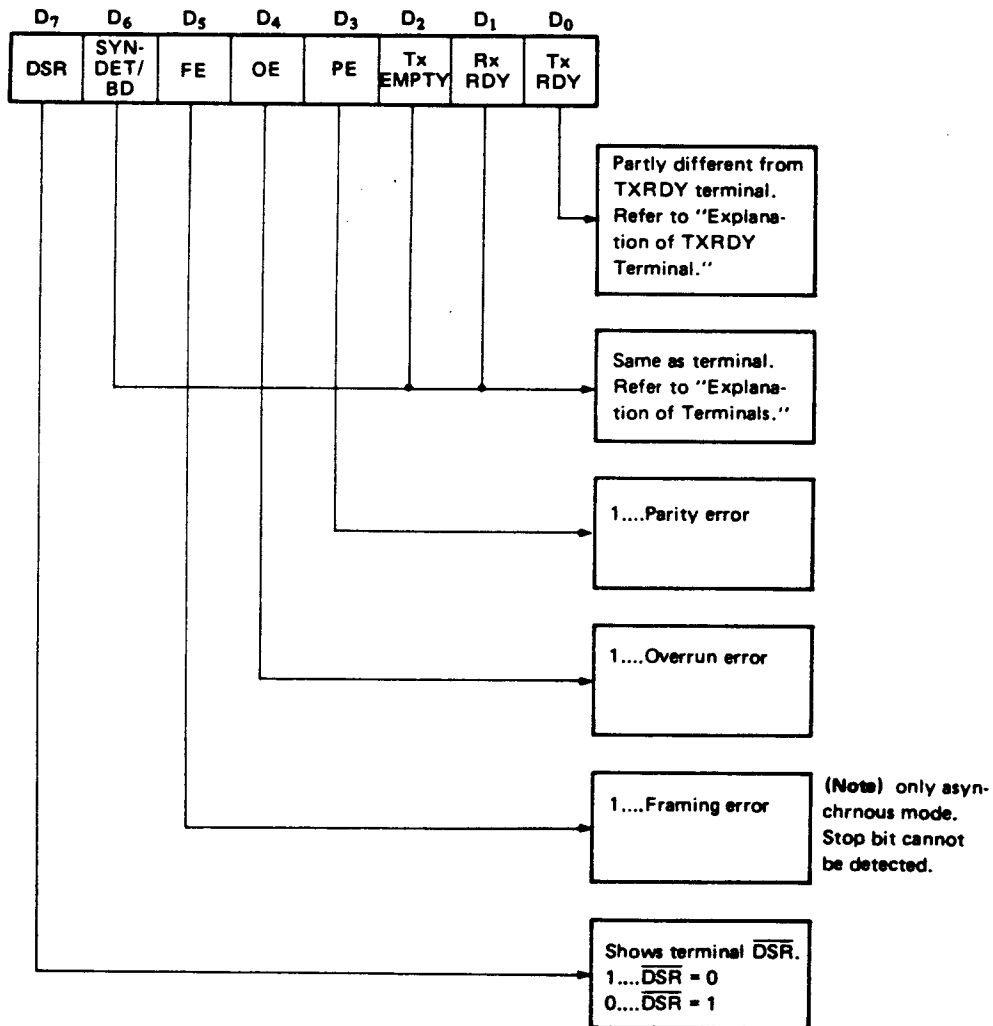 D7 D6 D5 D4 D3 D2 D1 D0
DSR SYN-DET/BD FE OE PE Tx EMPTY Rx RDY Tx RDY
Partly different from
TXRDY terminal.
Refer to "Explana-
tion of TXRDY
Terminal."
Same as terminal.
Refer to "Explana-
tion of Terminals."
1....Parity error
1....Overrun error
1....Framing error
(Note) only asyn-
chrnous mode.
Stop bit cannot
be detected.
Shows terminal D̅S̅R̅.
1....D̅S̅R̅ = 0
0....D̅S̅R̅ = 1